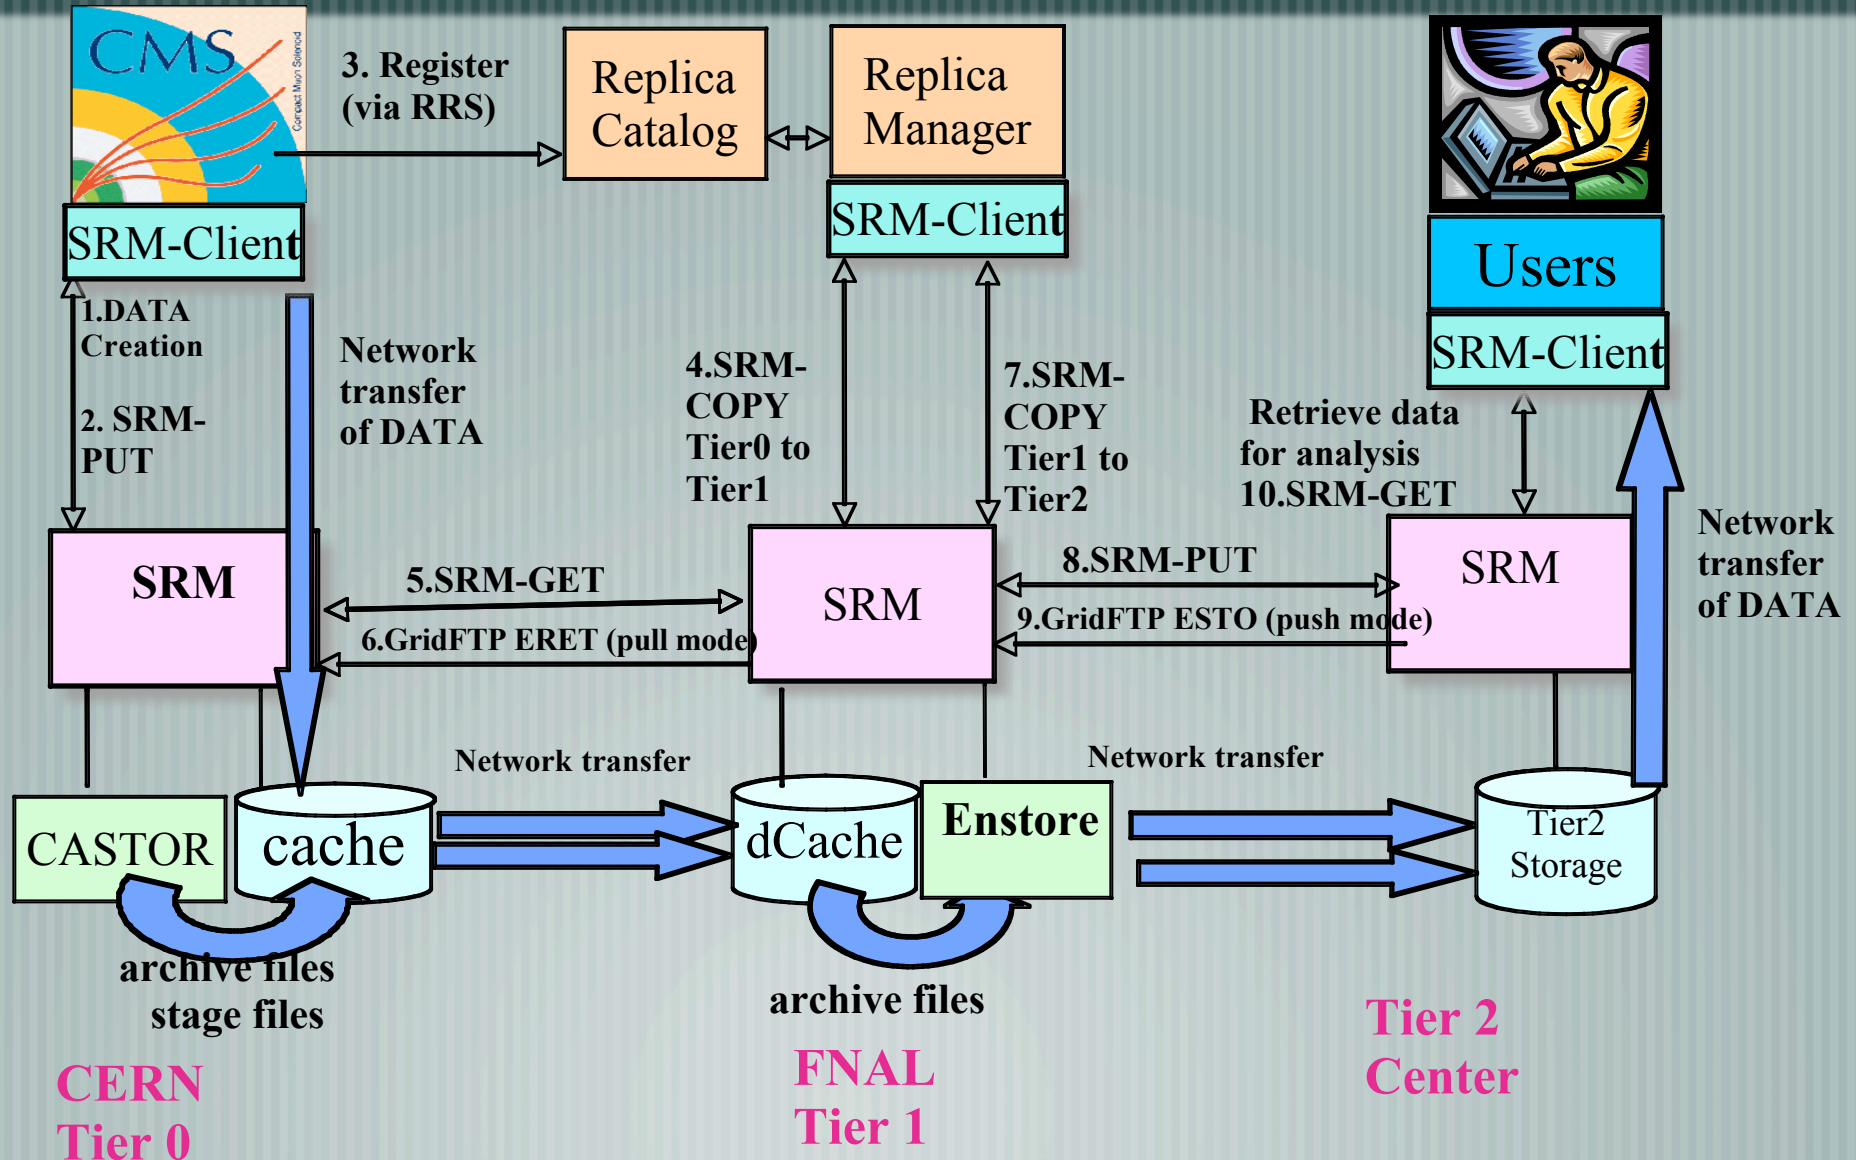 CMS
Compact Muon Solenoid
SRM-Client
3. Register
(via RRS)
Replica
Catalog
Replica
Manager
SRM-Client
Users
SRM-Client
1.DATA
Creation
2. SRM-
PUT
Network
transfer
of DATA
4.SRM-
COPY
Tier0 to
Tier1
7.SRM-
COPY
Tier1 to
Tier2
Retrieve data
for analysis
10.SRM-GET
Network
transfer
of DATA
SRM
5.SRM-GET
6.GridFTP ERET (pull mode)
SRM
8.SRM-PUT
9.GridFTP ESTO (push mode)
SRM
Network transfer
Network transfer
CASTOR
cache
dCache
Enstore
Tier2
Storage
archive files
stage files
archive files
CERN
Tier 0
FNAL
Tier 1
Tier 2
Center